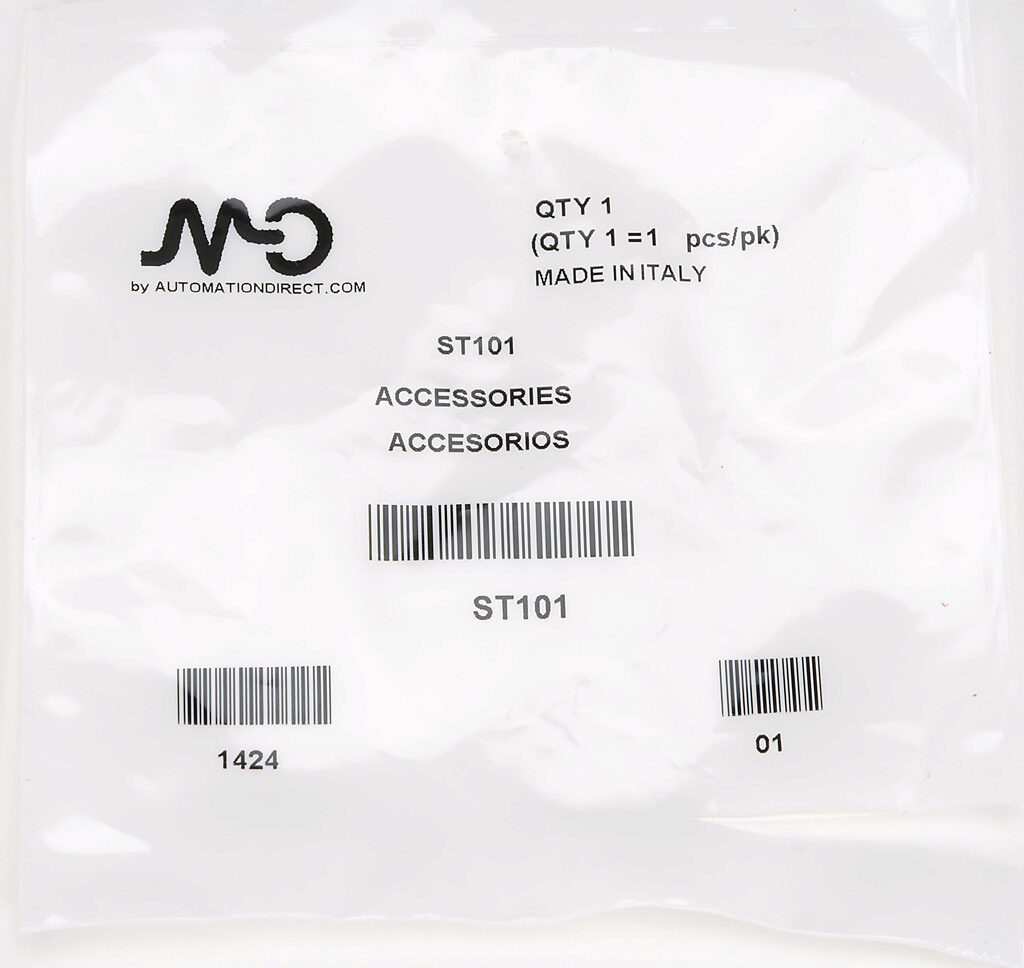 QTY 1
(QTY 1 =1 pcs/pk)
MADE IN ITALY
by AUTOMATIONDIRECT.COM
ST101
ACCESSORIES
ACCESORIOS
ST101
1424
01